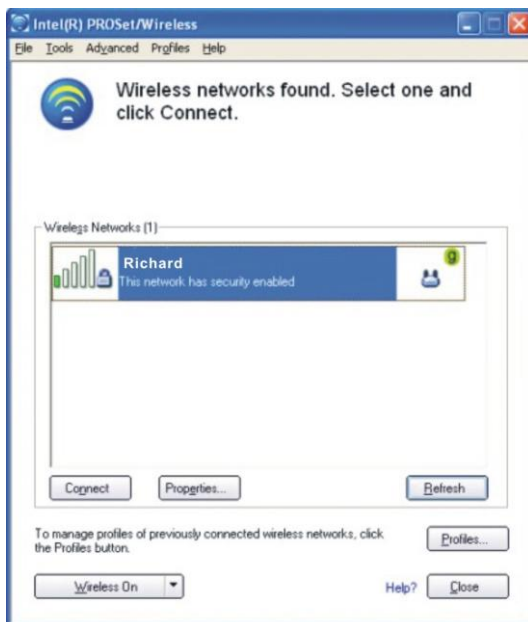 Intel(R) PROSet/Wireless
File Tools Advanced Profiles Help
Wireless networks found. Select one and
click Connect.
Wireless Networks (1)
Richard
This network has security enabled
g
Connect Properties... Refresh
To manage profiles of previously connected wireless networks, click
the Profiles button.
Profiles...
Wireless On Help? Close